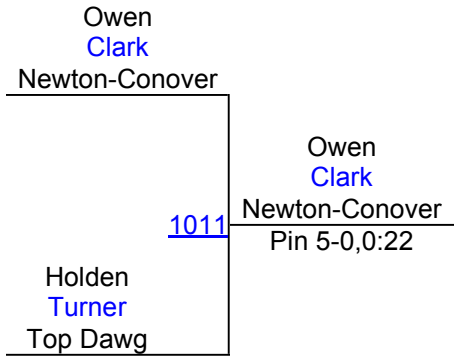 Owen
Clark
Newton-Conover
1011
Holden
Turner
Top Dawg
Owen
Clark
Newton-Conover
Pin 5-0,0:22